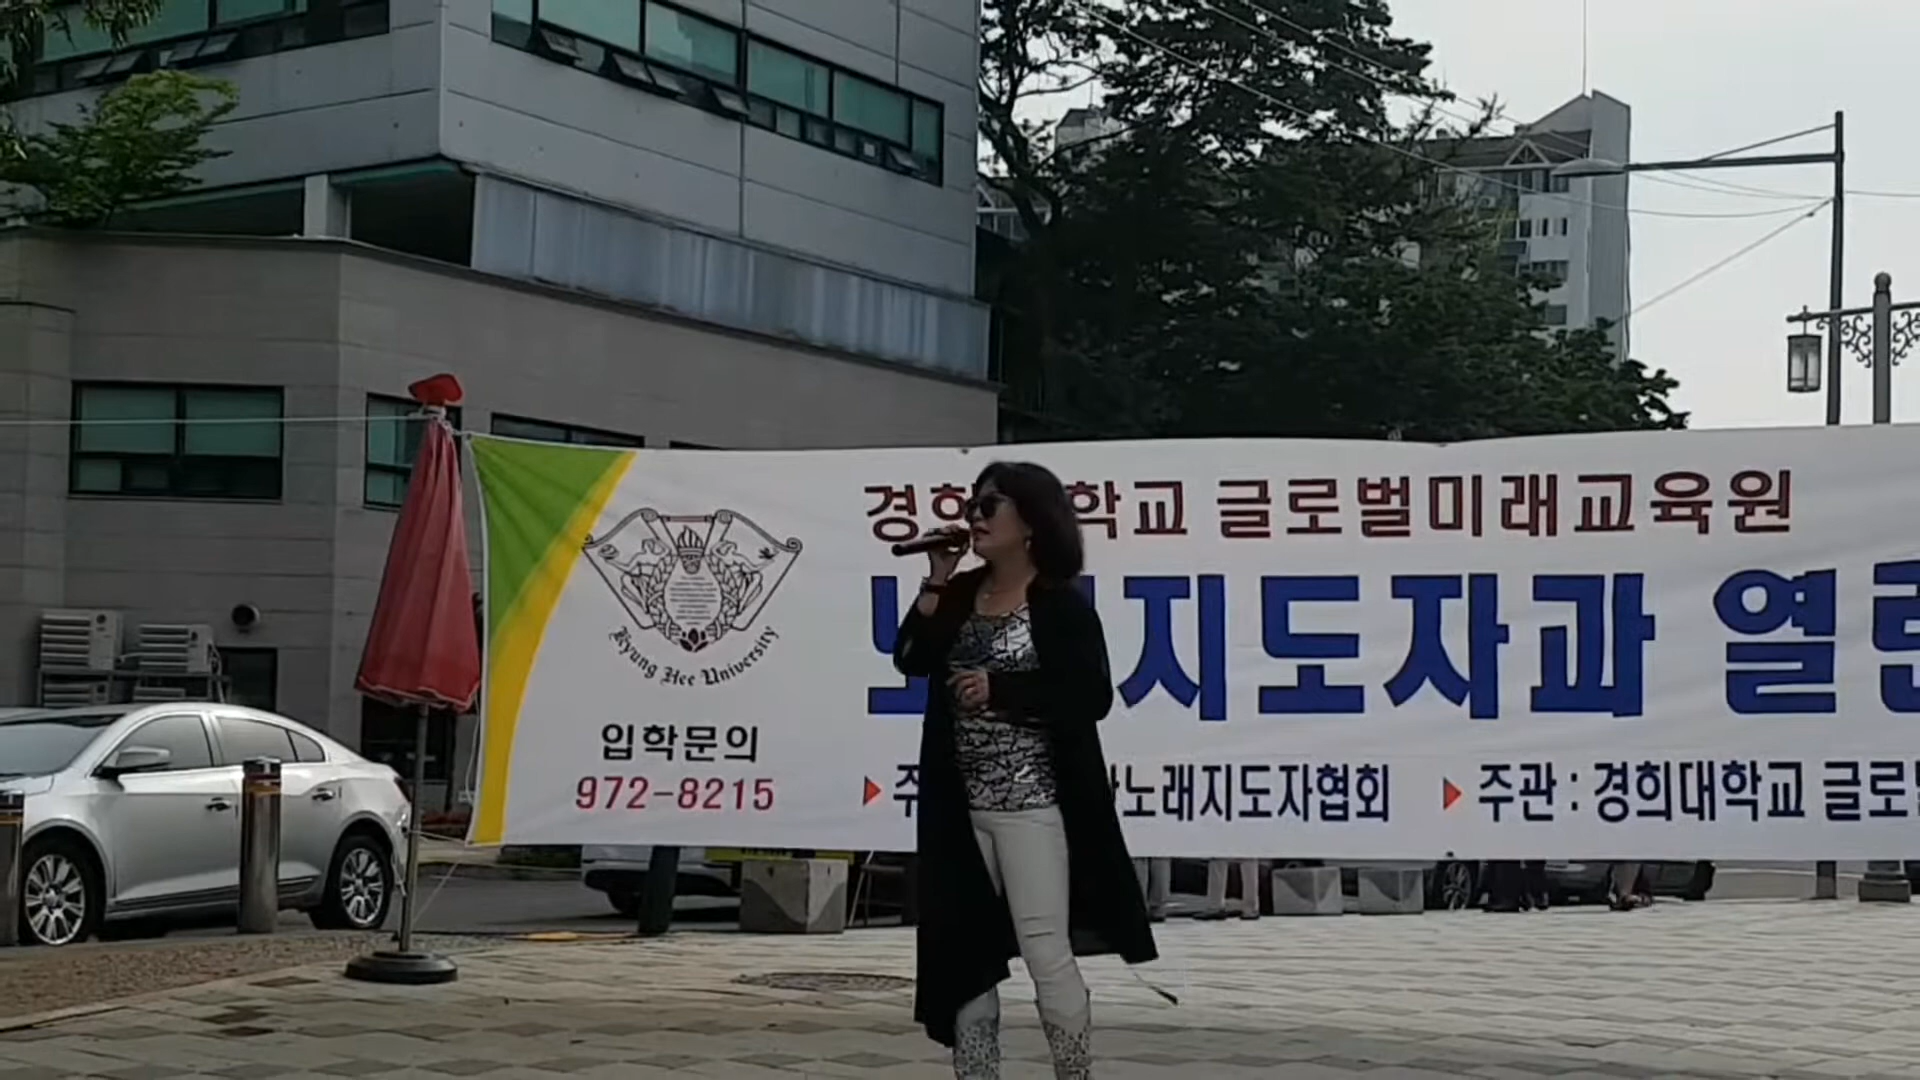 경희 학교 글로벌미래교육원
지도자과 열린
Kyung Hee University
입학문의
972-8215
노래지도자협회
주관 : 경희대학교 글로